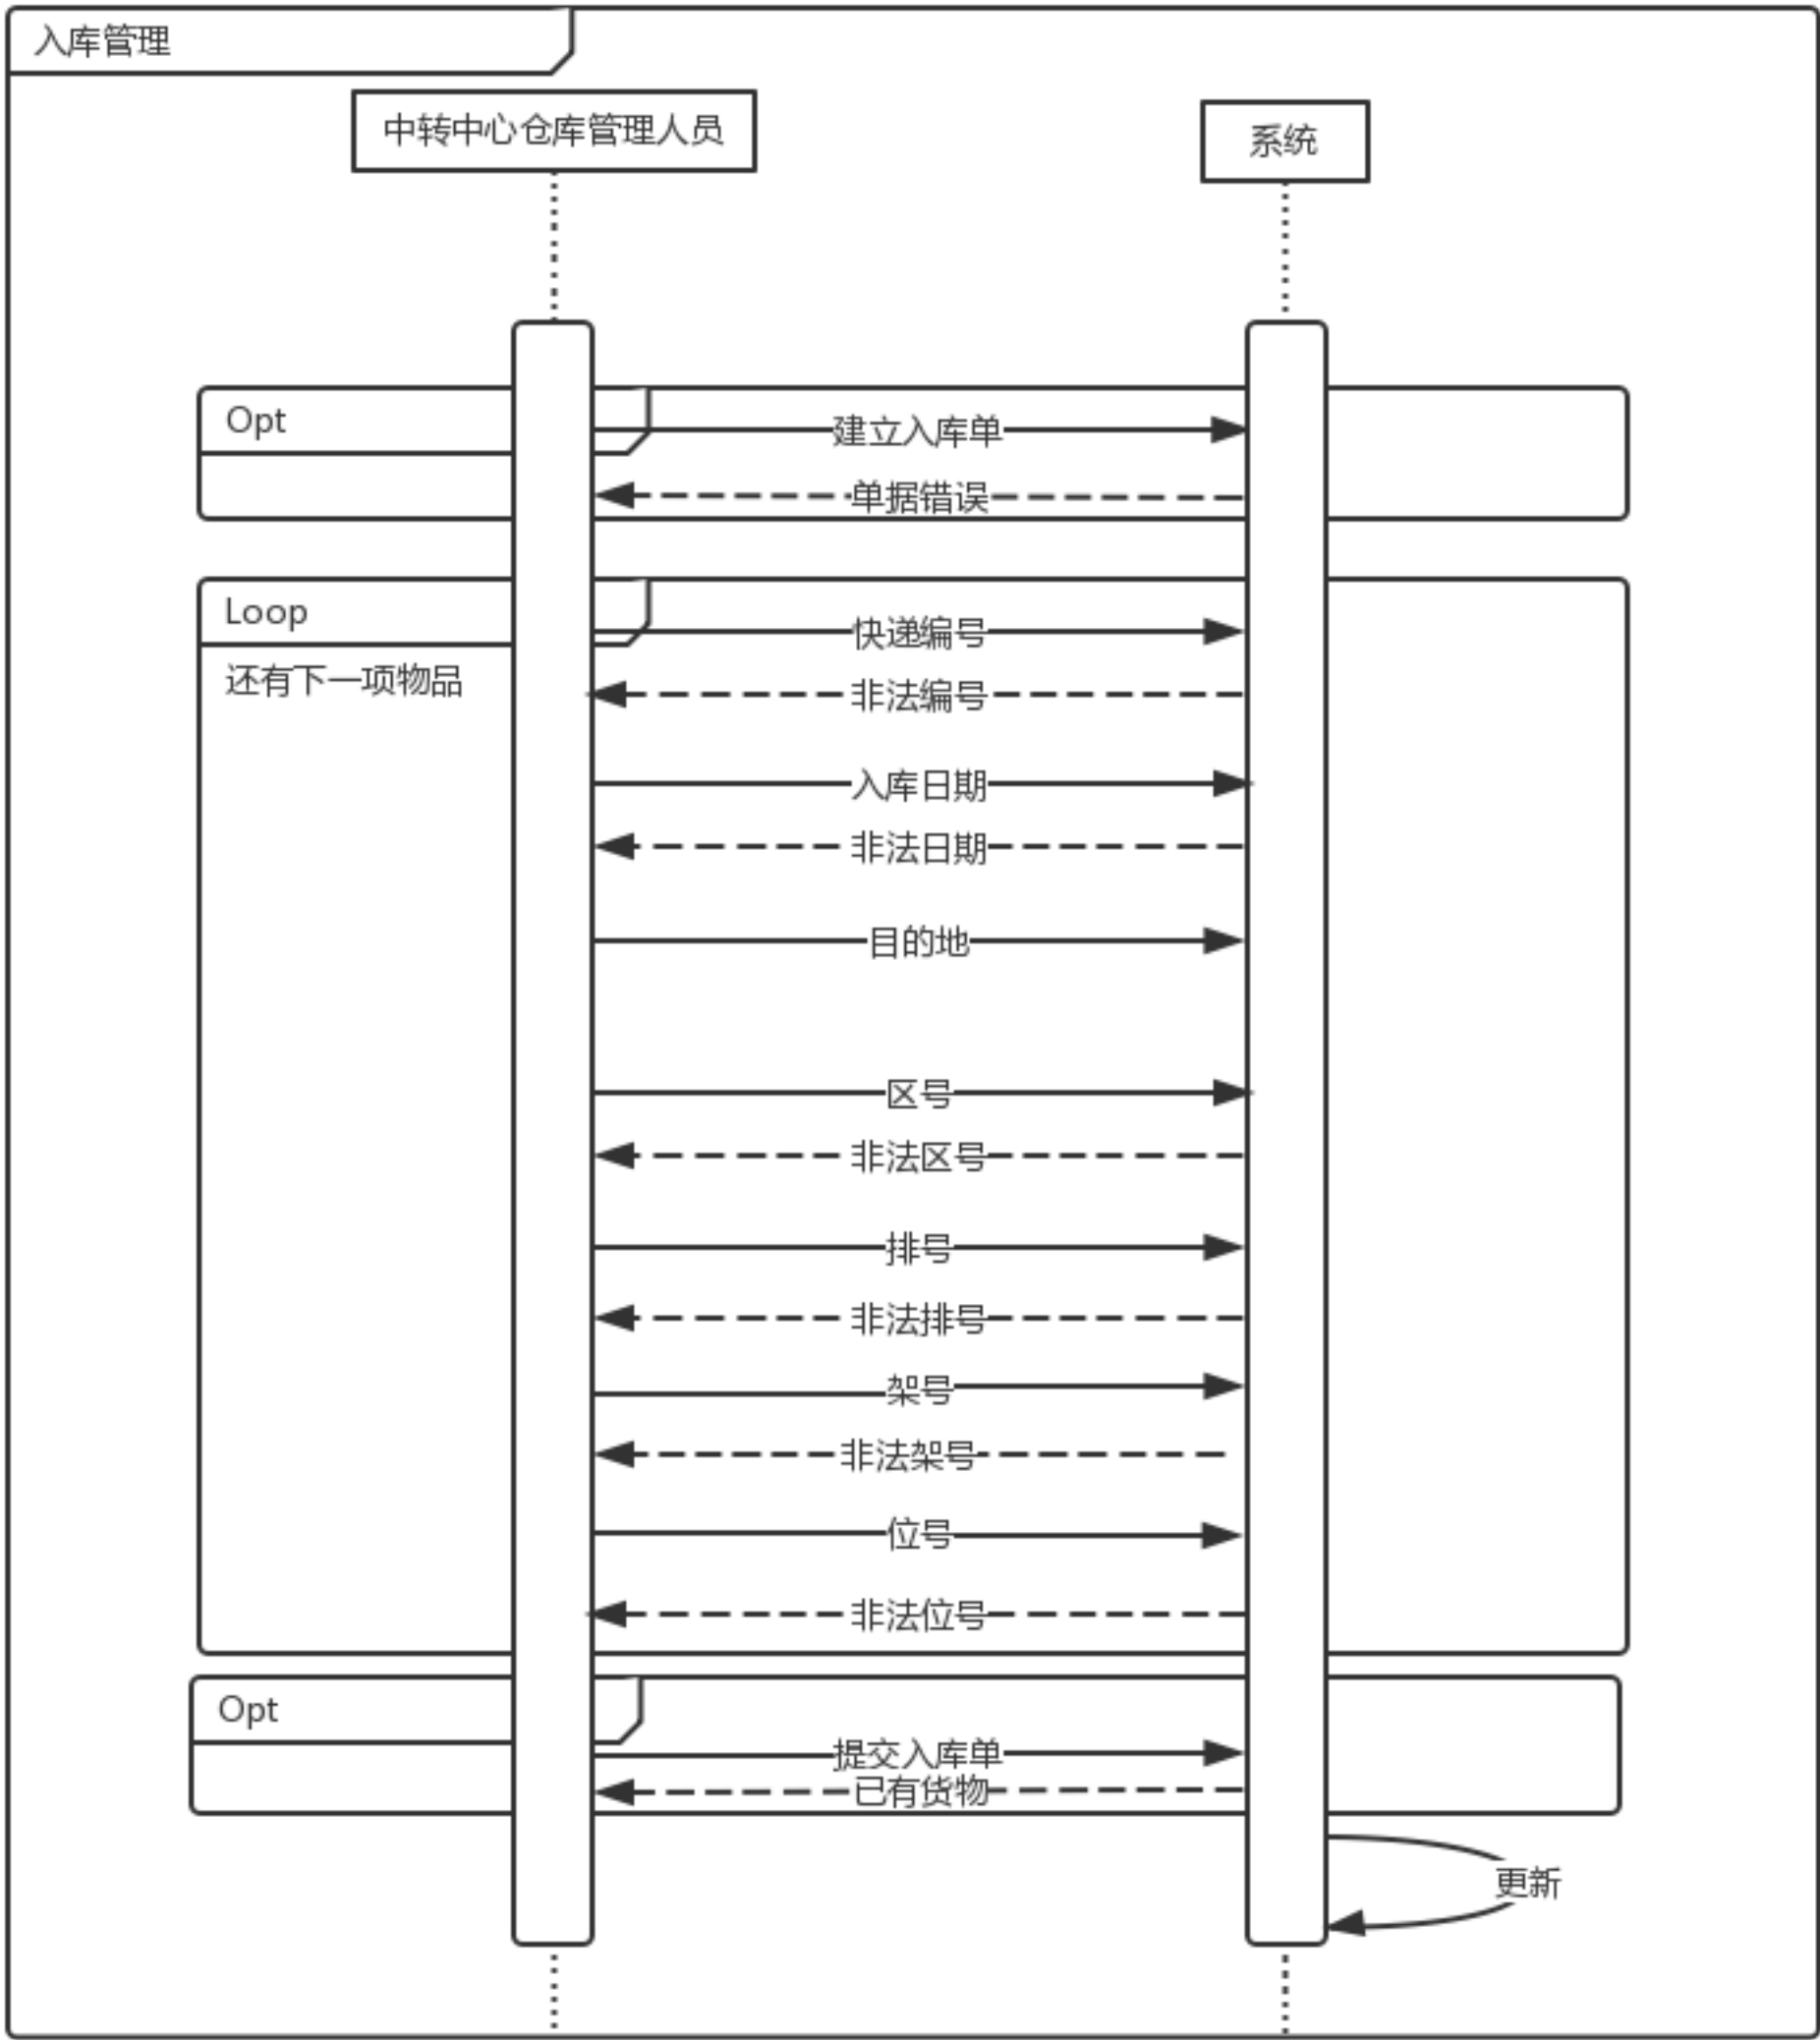 入库管理
中转中心仓库管理人员
系统
Opt
建立入库单
单据错误
Loop
快递编号
还有下一项物品
非法编号
入库日期
非法日期
目的地
区号
非法区号
排号
非法排号
架号
非法架号
位号
非法位号
Opt
提交入库单
已有货物
更新